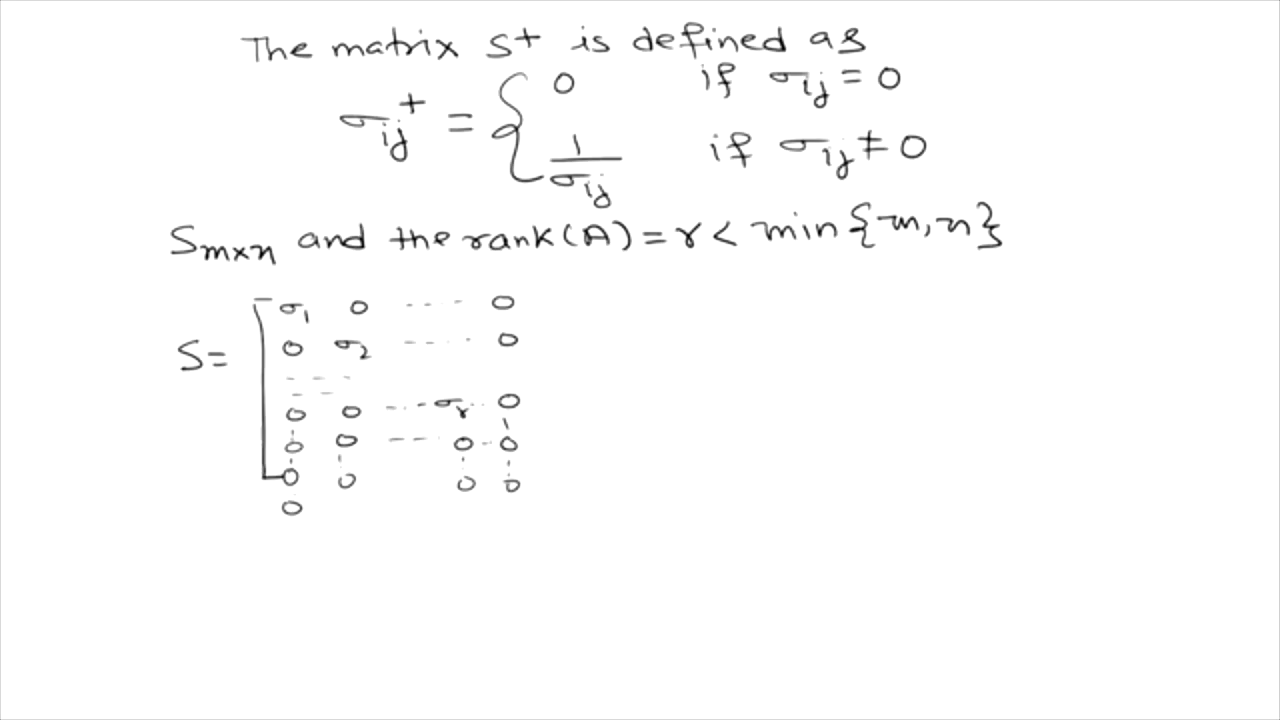 The matrix S+ is defined as
σij+ = { 0 if σij = 0
1/σij if σij ≠ 0
Smxn and the rank(A) = r < min{m, n}
S = [ σ1 0 ---- 0
0 σ2 ---- 0
- - - -
0 0 --- σr 0
0 0 --- 0 - 0
0 0 0 0
0